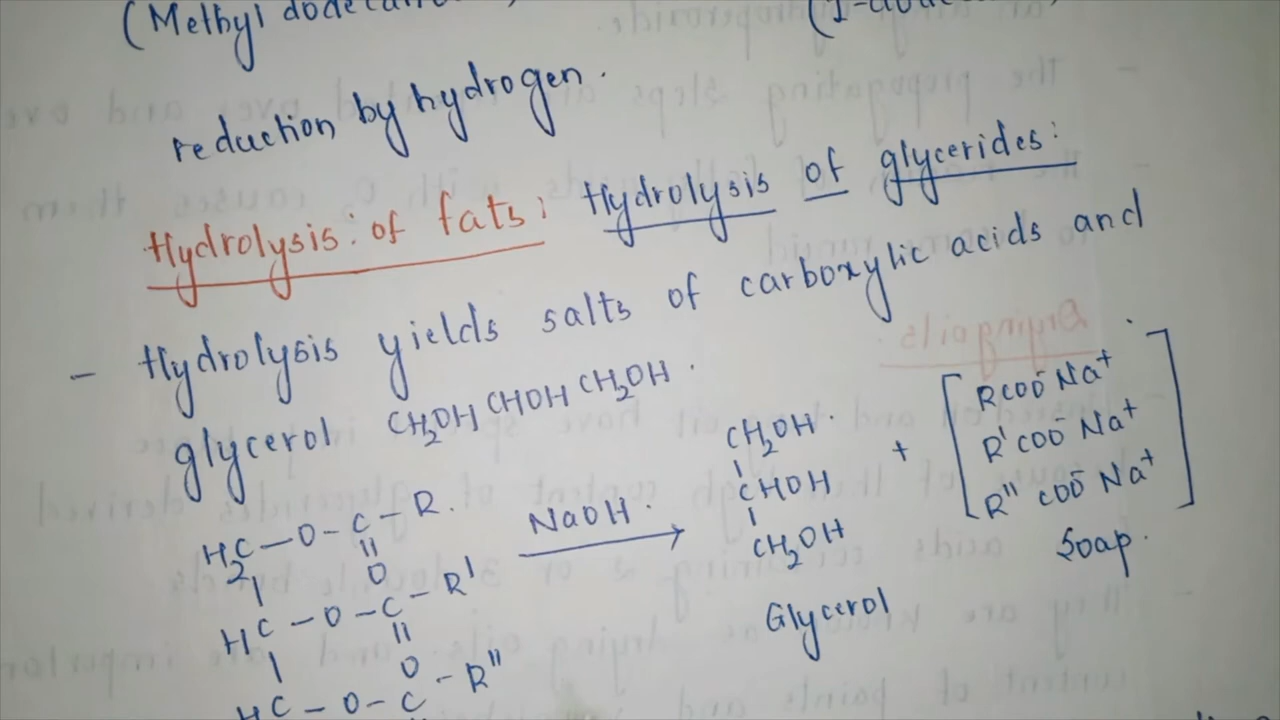 (Methyl
reduction by hydrogen.
Hydrolysis of fats: Hydrolysis of glycerides:
- Hydrolysis yields salts of carboxylic acids and
glycerol CH₂OH CHOH CH₂OH.
H₂C-O-C-R. NaOH. CH₂OH. + [RCOO⁻Na⁺
O CHOH R'COO⁻Na⁺
HC-O-C-R' CH₂OH R"COO⁻Na⁺]
O Glycerol Soap.
HC-O-C-R"